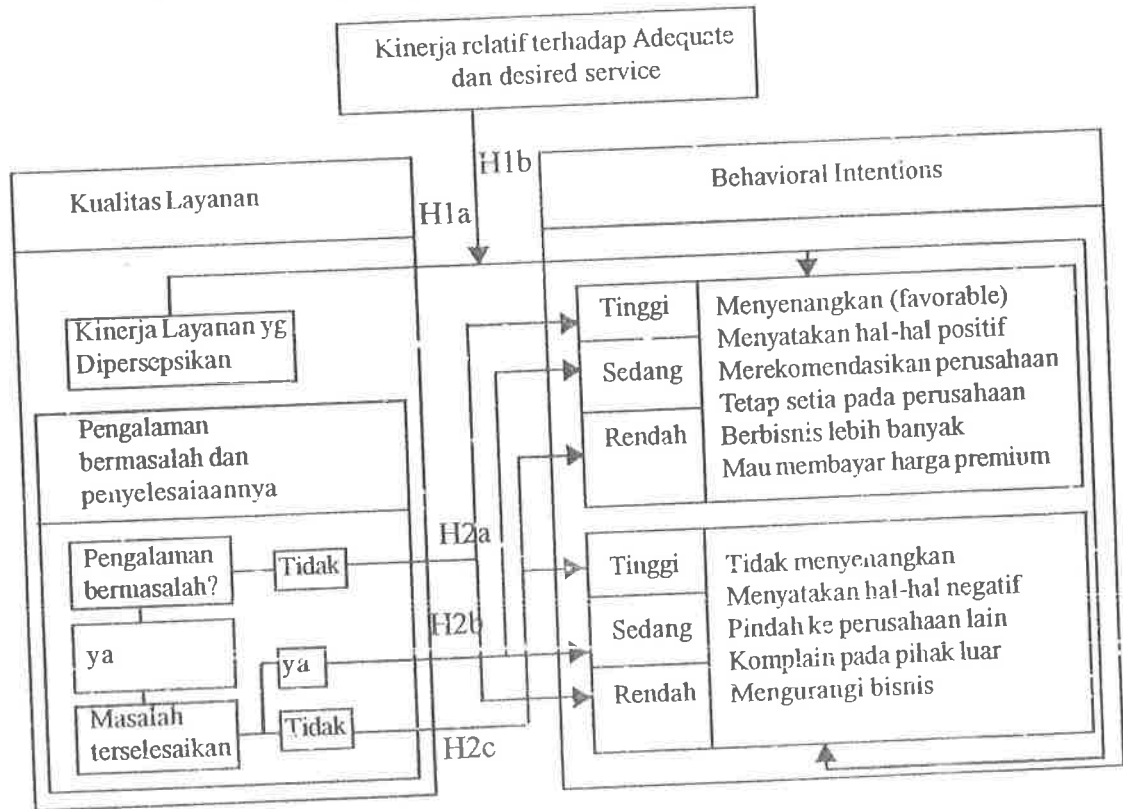 Kinerja relatif terhadap Adequate
dan desired service
H1b
H1a
Kualitas Layanan
Kinerja Layanan yg
Dipersepsikan
Pengalaman
bermasalah dan
penyelesaiaannya
Pengalaman
bermasalah?
Tidak
ya
ya
Masalah
terselesaikan
Tidak
H2a
H2b
H2c
Behavioral Intentions
Tinggi
Sedang
Rendah
Menyenangkan (favorable)
Menyatakan hal-hal positif
Merekomendasikan perusahaan
Tetap setia pada perusahaan
Berbisnis lebih banyak
Mau membayar harga premium
Tinggi
Sedang
Rendah
Tidak menyenangkan
Menyatakan hal-hal negatif
Pindah ke perusahaan lain
Komplain pada pihak luar
Mengurangi bisnis